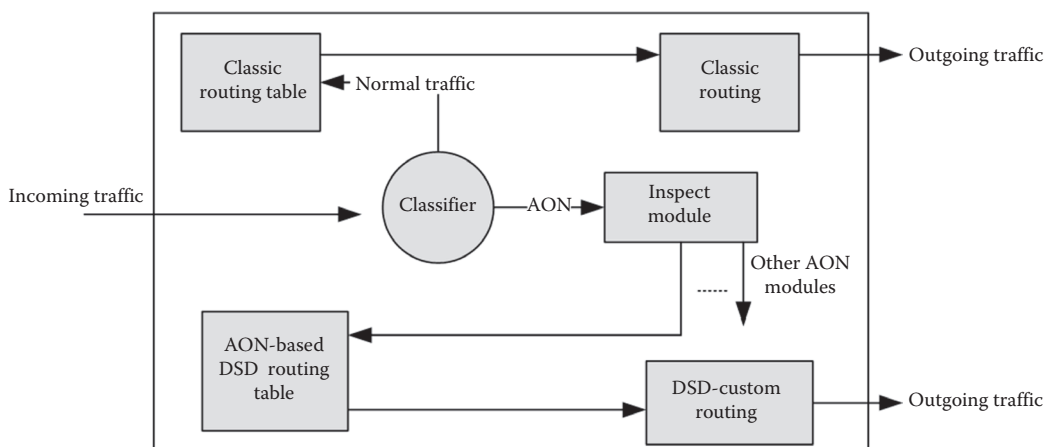 Classic
routing table
Normal traffic
Classic
routing
Outgoing traffic
Incoming traffic
Classifier
AON
Inspect
module
Other AON
modules
......
AON-based
DSD routing
table
DSD-custom
routing
Outgoing traffic